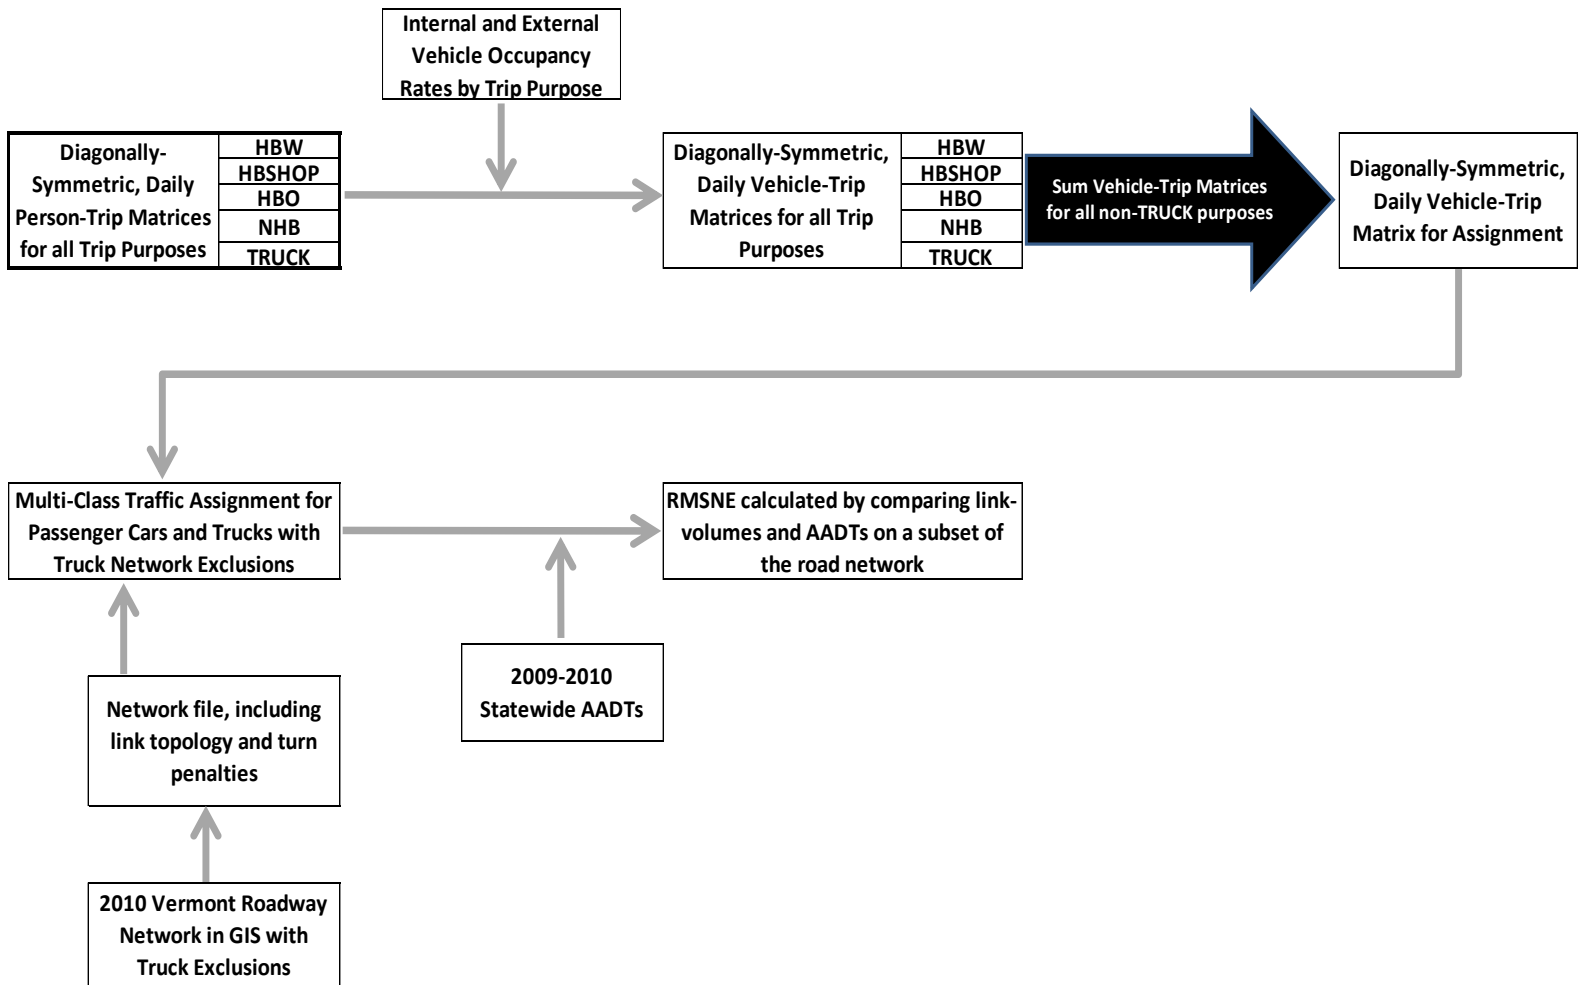 Internal and External
Vehicle Occupancy
Rates by Trip Purpose
Diagonally-
Symmetric, Daily
Person-Trip Matrices
for all Trip Purposes
HBW
HBSHOP
HBO
NHB
TRUCK
Diagonally-Symmetric,
Daily Vehicle-Trip
Matrices for all Trip
Purposes
HBW
HBSHOP
HBO
NHB
TRUCK
Sum Vehicle-Trip Matrices
for all non-TRUCK purposes
Diagonally-Symmetric,
Daily Vehicle-Trip
Matrix for Assignment
Multi-Class Traffic Assignment for
Passenger Cars and Trucks with
Truck Network Exclusions
RMSNE calculated by comparing link-
volumes and AADTs on a subset of
the road network
2009-2010
Statewide AADTs
Network file, including
link topology and turn
penalties
2010 Vermont Roadway
Network in GIS with
Truck Exclusions